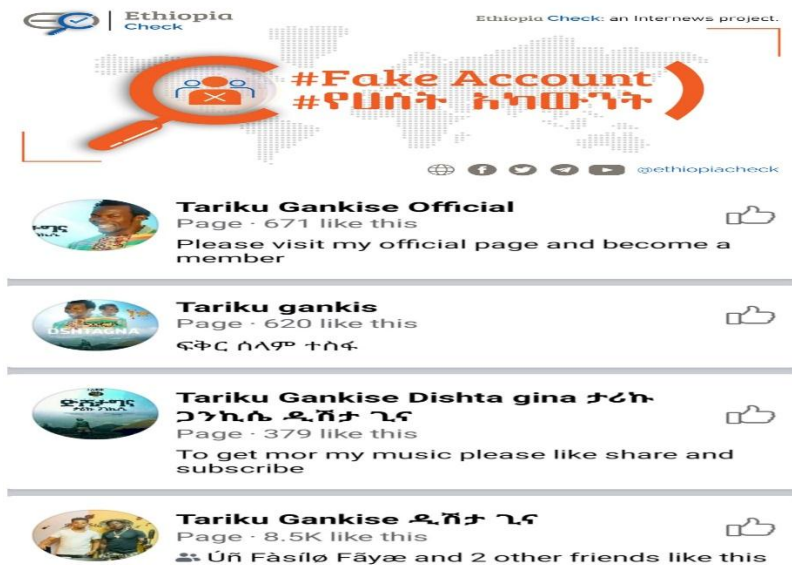 Ethiopia
Check
Ethiopia Check: an Internews project.
#Fake Account
#የሀሰት አካውንት
@ethiopiacheck
Tariku Gankise Official
Page · 671 like this
Please visit my official page and become a
member
Tariku gankis
Page · 620 like this
ፍቅር ሰላም ተስፋ
DSHTAGNA
Tariku Gankise Dishta gina ታሪኩ
ጋንኪሴ ዲሽታ ጊና
Page · 379 like this
To get mor my music please like share and
subscribe
Tariku Gankise ዲሽታ ጊና
Page · 8.5K like this
Úñ Fàsílø Fãyæ and 2 other friends like this